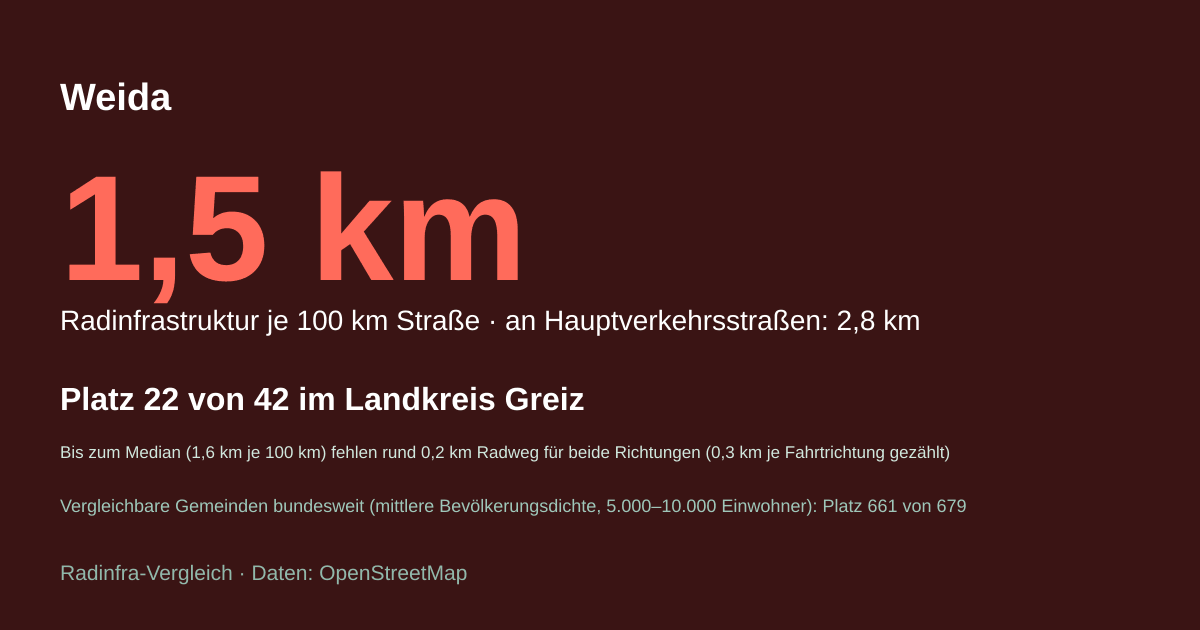 Weida
1,5 km
Radinfrastruktur je 100 km Straße · an Hauptverkehrsstraßen: 2,8 km
Platz 22 von 42 im Landkreis Greiz
Bis zum Median (1,6 km je 100 km) fehlen rund 0,2 km Radweg für beide Richtungen (0,3 km je Fahrtrichtung gezählt)
Vergleichbare Gemeinden bundesweit (mittlere Bevölkerungsdichte, 5.000–10.000 Einwohner): Platz 661 von 679
Radinfra-Vergleich · Daten: OpenStreetMap